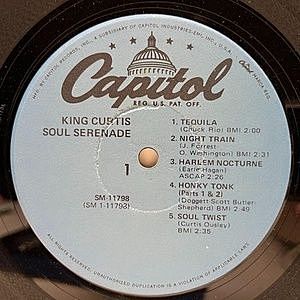 MFG. BY CAPITOL RECORDS, INC., A SUBSIDIARY OF CAPITOL INDUSTRIES-EMI, INC., U.S.A.
Capitol
REG. U.S. PAT. OFF.
KING CURTIS
SOUL SERENADE
1
SM-11798
(SM 1-11798)
1. TEQUILA
(Chuck Rio) BMI 2:00
2. NIGHT TRAIN
(J. Forrest-
O. Washington) BMI 2:31
3. HARLEM NOCTURNE
(Earle Hagan)
ASCAP 2:26
4. HONKY TONK
(Parts 1 & 2)
(Doggett-Scott-Butler-
Shepherd) BMI 2:49
5. SOUL TWIST
(Curtis Ousley)
BMI 2:45
ALL RIGHTS RESERVED. UNAUTHORIZED DUPLICATION IS A VIOLATION OF APPLICABLE LAWS.